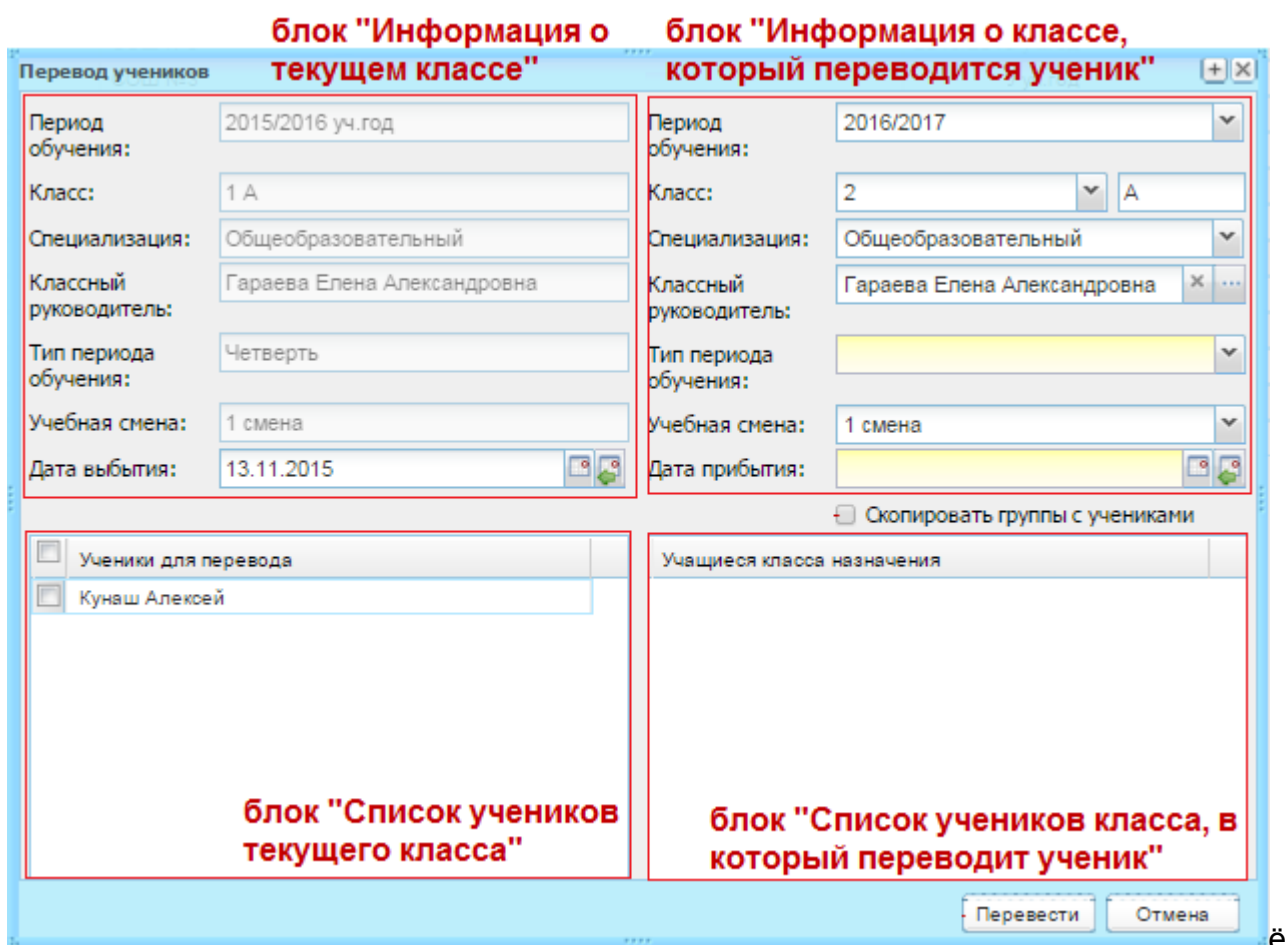 блок "Информация о
текущем классе"
блок "Информация о классе,
который переводится ученик"
Перевод учеников
Период
обучения:
2015/2016 уч.год
Класс:
1 А
Специализация:
Общеобразовательный
Классный
руководитель:
Гараева Елена Александровна
Тип периода
обучения:
Четверть
Учебная смена:
1 смена
Дата выбытия:
13.11.2015
Период
обучения:
2016/2017
Класс:
2
А
Специализация:
Общеобразовательный
Классный
руководитель:
Гараева Елена Александровна
Тип периода
обучения:
Учебная смена:
1 смена
Дата прибытия:
Скопировать группы с учениками
Ученики для перевода
Кунаш Алексей
блок "Список учеников
текущего класса"
Учащиеся класса назначения
блок "Список учеников класса, в
который переводит ученик"
Перевести
Отмена
ё